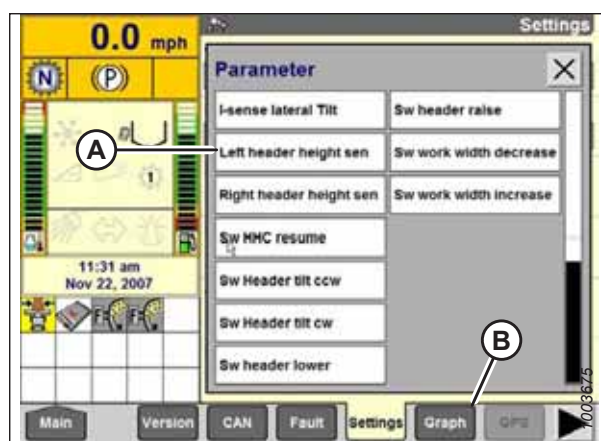 0.0 mph
Settings
N
(P)
Parameter
I-sense lateral Tilt
Sw header raise
A
Left header height sen
Sw work width decrease
1
Right header height sen
Sw work width increase
Sw HHC resume
11:31 am
Nov 22, 2007
Sw Header tilt ccw
F=
F=
Sw Header tilt cw
B
Sw header lower
1003675
Main
Version
CAN
Fault
Settings
Graph
GPS